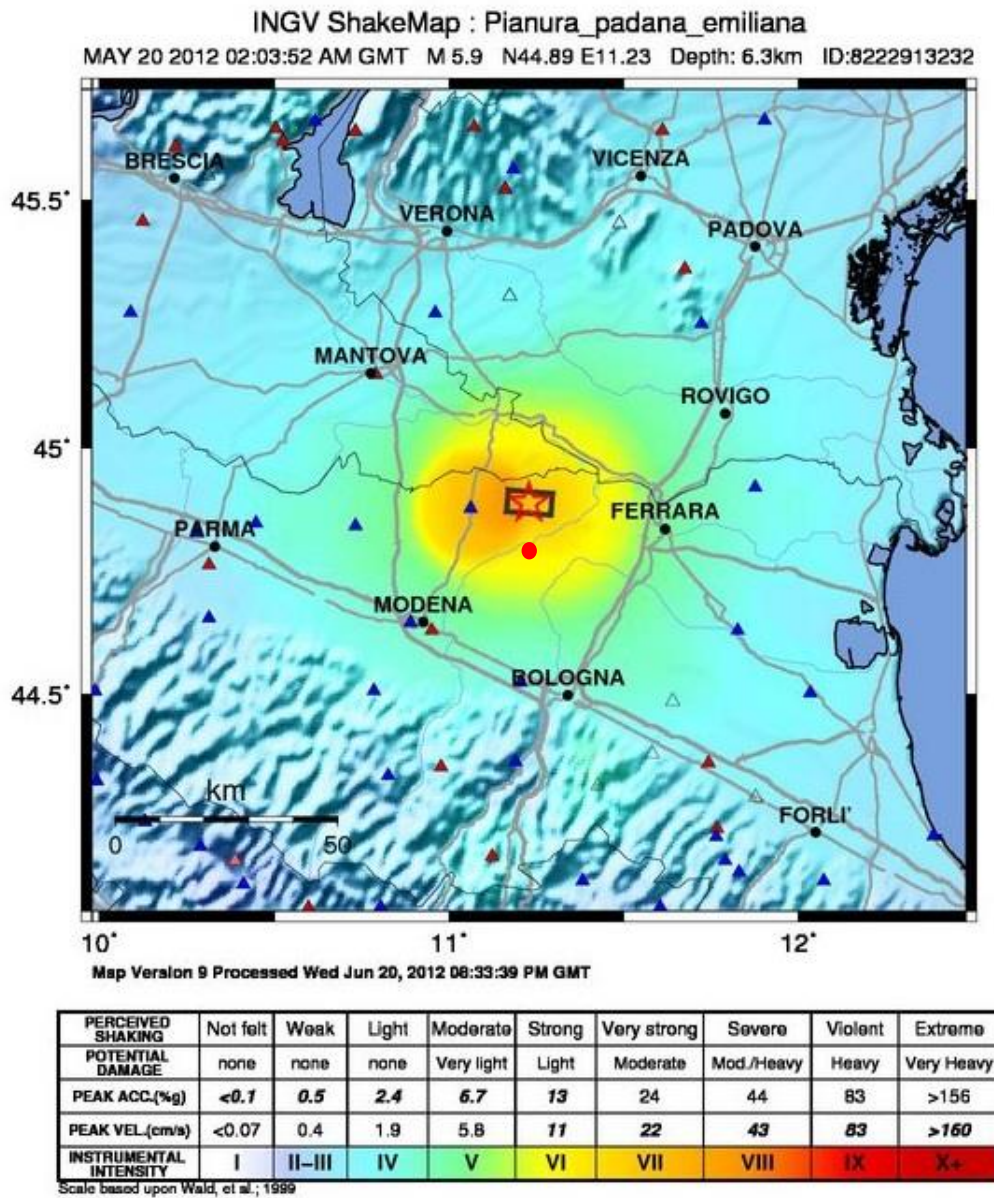 INGV ShakeMap : Pianura_padana_emiliana
MAY 20 2012 02:03:52 AM GMT M 5.9 N44.89 E11.23 Depth: 6.3km ID:8222913232
BRESCIA
VICENZA
45.5°
VERONA
PADOVA
MANTOVA
ROVIGO
45°
FERRARA
PARMA
MODENA
BOLOGNA
44.5°
km
FORLI'
0 50
10° 11° 12°
Map Version 9 Processed Wed Jun 20, 2012 08:33:39 PM GMT
PERCEIVED SHAKING Not felt Weak Light Moderate Strong Very strong Severe Violent Extreme
POTENTIAL DAMAGE none none none Very light Light Moderate Mod./Heavy Heavy Very Heavy
PEAK ACC.(%g) <0.1 0.5 2.4 6.7 13 24 44 83 >156
PEAK VEL.(cm/s) <0.07 0.4 1.9 5.8 11 22 43 83 >160
INSTRUMENTAL INTENSITY I II–III IV V VI VII VIII IX X+
Scale based upon Wald, et al.; 1999